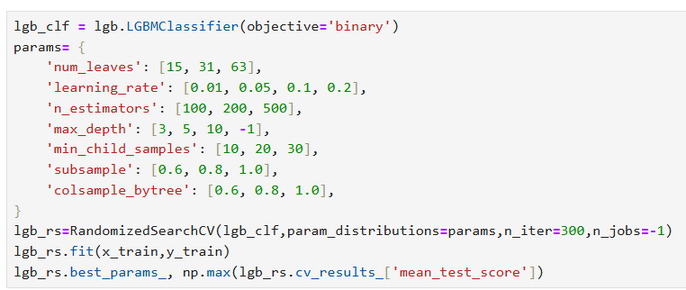 lgb_clf = lgb.LGBMClassifier(objective='binary')
params= {
    'num_leaves': [15, 31, 63],
    'learning_rate': [0.01, 0.05, 0.1, 0.2],
    'n_estimators': [100, 200, 500],
    'max_depth': [3, 5, 10, -1],
    'min_child_samples': [10, 20, 30],
    'subsample': [0.6, 0.8, 1.0],
    'colsample_bytree': [0.6, 0.8, 1.0],
}
lgb_rs=RandomizedSearchCV(lgb_clf,param_distributions=params,n_iter=300,n_jobs=-1)
lgb_rs.fit(x_train,y_train)
lgb_rs.best_params_, np.max(lgb_rs.cv_results_['mean_test_score'])